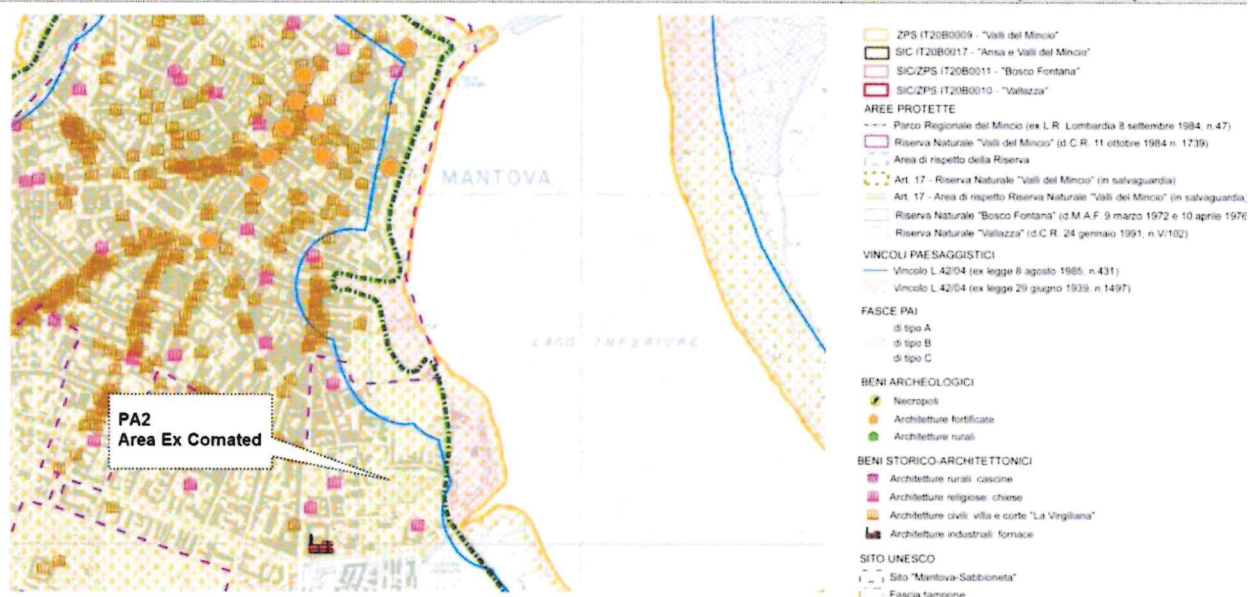 MANTOVA
LAGO INFERIORE
PA2
Area Ex Comated
ZPS IT20B0009 - "Valli del Mincio"
SIC IT20B0017 - "Ansa e Valli del Mincio"
SIC/ZPS IT20B0011 - "Bosco Fontana"
SIC/ZPS IT20B0010 - "Vallazza"
AREE PROTETTE
Parco Regionale del Mincio (ex L.R. Lombardia 8 settembre 1984, n.47)
Riserva Naturale "Valli del Mincio" (d.C.R. 11 ottobre 1984 n. 1739)
Area di rispetto della Riserva
Art. 17 - Riserva Naturale "Valli del Mincio" (in salvaguardia)
Art. 17 - Area di rispetto Riserva Naturale "Valli del Mincio" (in salvaguardia)
Riserva Naturale "Bosco Fontana" (d.M.A.F. 9 marzo 1972 e 10 aprile 1976
Riserva Naturale "Vallazza" (d.C.R. 24 gennaio 1991, n.V/102)
VINCOLI PAESAGGISTICI
Vincolo L.42/04 (ex legge 8 agosto 1985, n.431)
Vincolo L.42/04 (ex legge 29 giugno 1939, n.1497)
FASCE PAI
di tipo A
di tipo B
di tipo C
BENI ARCHEOLOGICI
Necropoli
Architetture fortificate
Architetture rurali
BENI STORICO-ARCHITETTONICI
Architetture rurali: cascine
Architetture religiose: chiese
Architetture civili: villa e corte "La Virgiliana"
Architetture industriali: fornace
SITO UNESCO
Sito "Mantova-Sabbioneta"
Fascia tampone